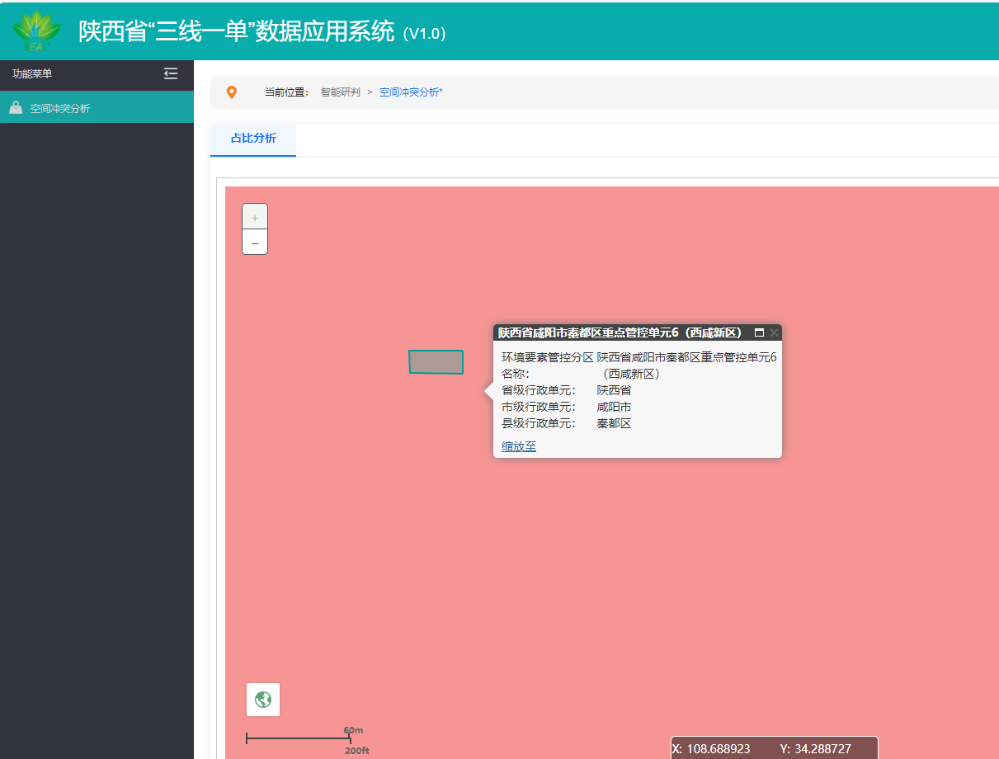 陕西省“三线一单”数据应用系统（V1.0）
SEAC
功能菜单
空间冲突分析
当前位置： 智能研判 > 空间冲突分析*
占比分析
+
−
陕西省咸阳市秦都区重点管控单元6（西咸新区）
环境要素管控分区 陕西省咸阳市秦都区重点管控单元6
名称： （西咸新区）
省级行政单元： 陕西省
市级行政单元： 咸阳市
县级行政单元： 秦都区
缩放至
60m
200ft
X: 108.688923 Y: 34.288727